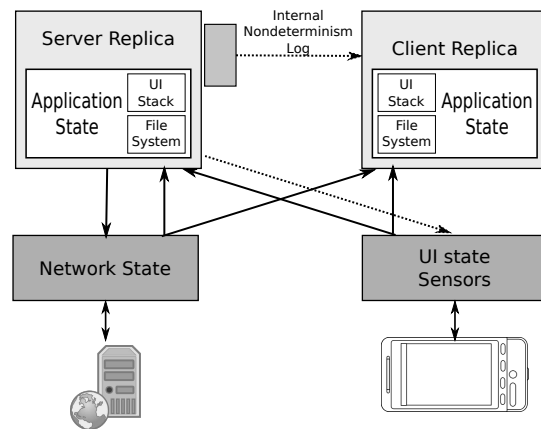 Server Replica
Application
State
UI
Stack
File
System
Internal
Nondeterminism
Log
Client Replica
UI
Stack
File
System
Application
State
Network State
UI state
Sensors